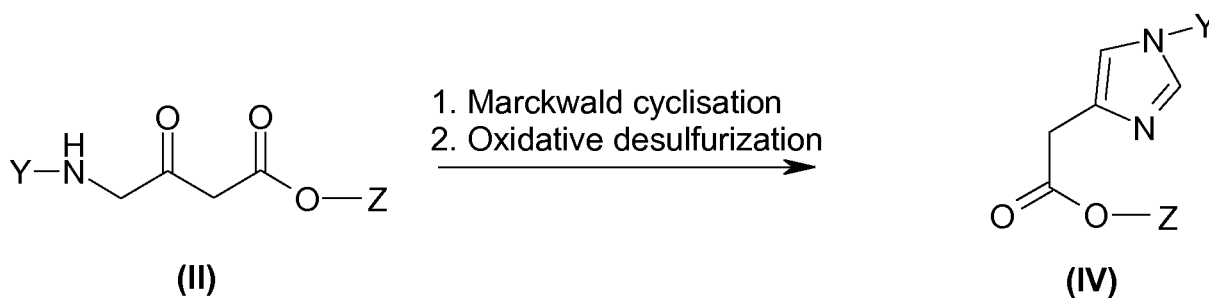 1. Marckwald cyclisation
2. Oxidative desulfurization
H
Y N
O O
O Z
(II)
N Y
N
O O Z
(IV)